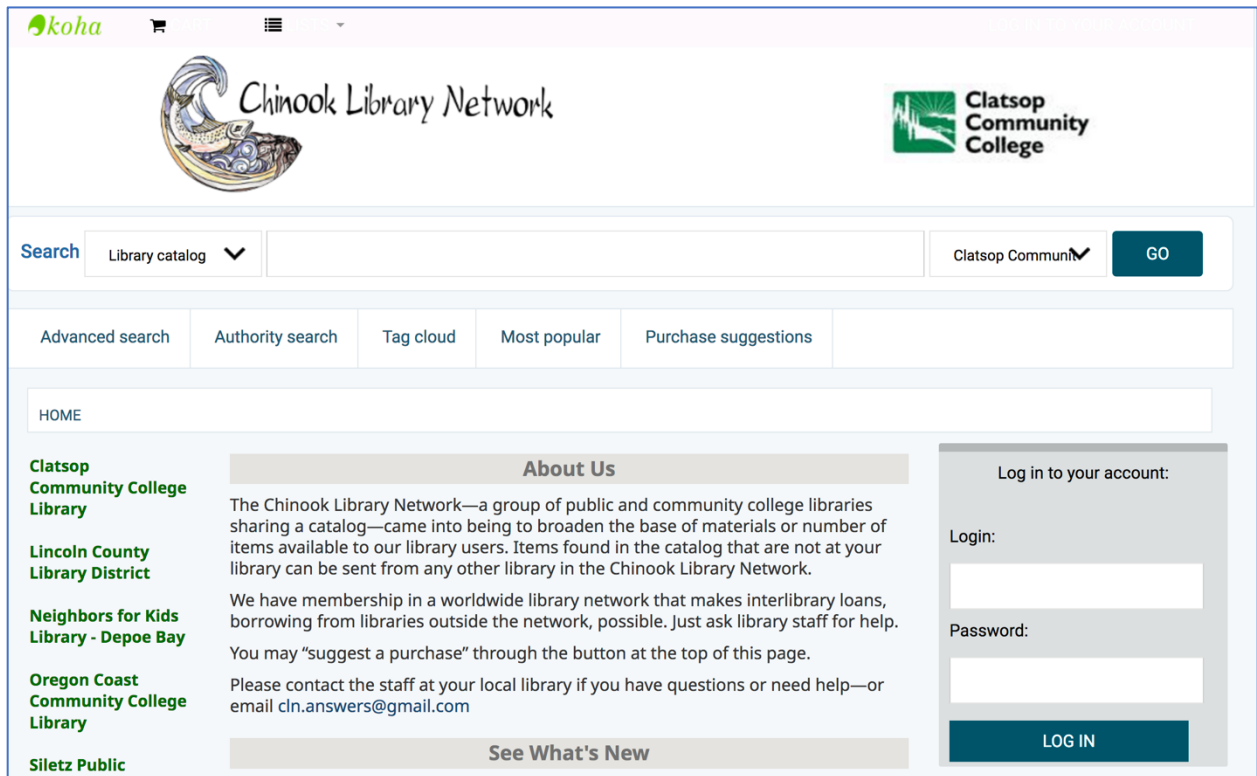 koha
Chinook Library Network
Clatsop
Community
College
Search
Library catalog
Clatsop Communit
GO
Advanced search
Authority search
Tag cloud
Most popular
Purchase suggestions
HOME
Clatsop
Community College
Library
Lincoln County
Library District
Neighbors for Kids
Library - Depoe Bay
Oregon Coast
Community College
Library
Siletz Public
About Us
The Chinook Library Network—a group of public and community college libraries
sharing a catalog—came into being to broaden the base of materials or number of
items available to our library users. Items found in the catalog that are not at your
library can be sent from any other library in the Chinook Library Network.
We have membership in a worldwide library network that makes interlibrary loans,
borrowing from libraries outside the network, possible. Just ask library staff for help.
You may “suggest a purchase” through the button at the top of this page.
Please contact the staff at your local library if you have questions or need help—or
email cln.answers@gmail.com
See What's New
Log in to your account:
Login:
Password:
LOG IN